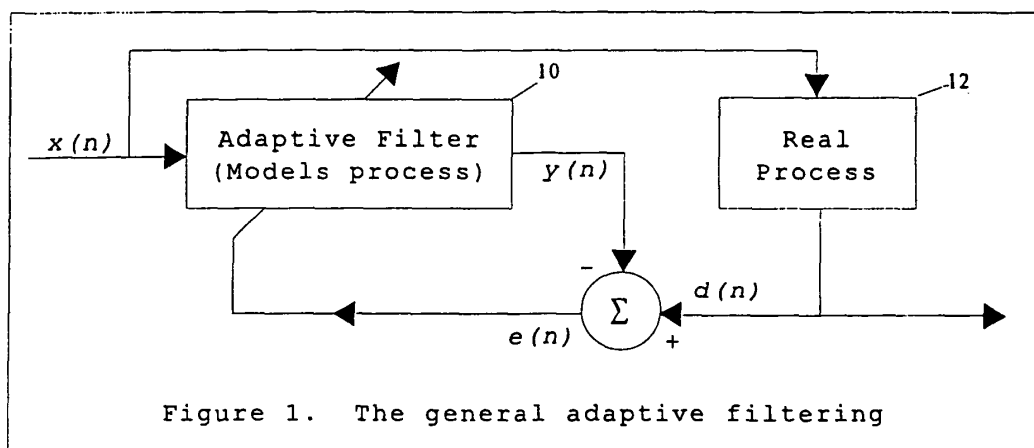 10
12
x(n)
Adaptive Filter
(Models process)
y(n)
Real
Process
-
Σ
d(n)
+
e(n)
Figure 1. The general adaptive filtering